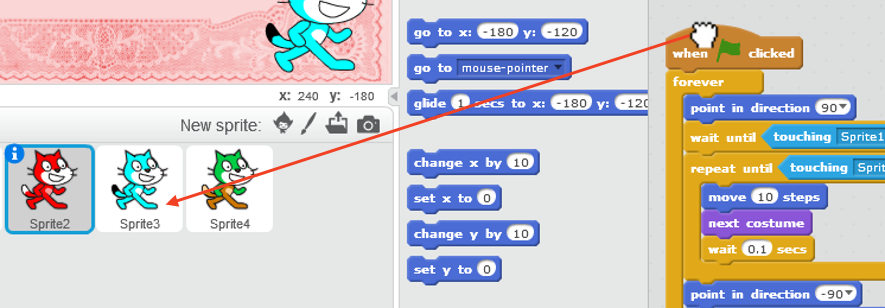 x: 240 y: -180
New sprite:
Sprite2
Sprite3
Sprite4
go to x: -180 y: -120
go to mouse-pointer
glide 1 secs to x: -180 y: -120
change x by 10
set x to 0
change y by 10
set y to 0
when clicked
forever
point in direction 90
wait until touching Sprite1
repeat until touching Sprit
move 10 steps
next costume
wait 0.1 secs
point in direction -90